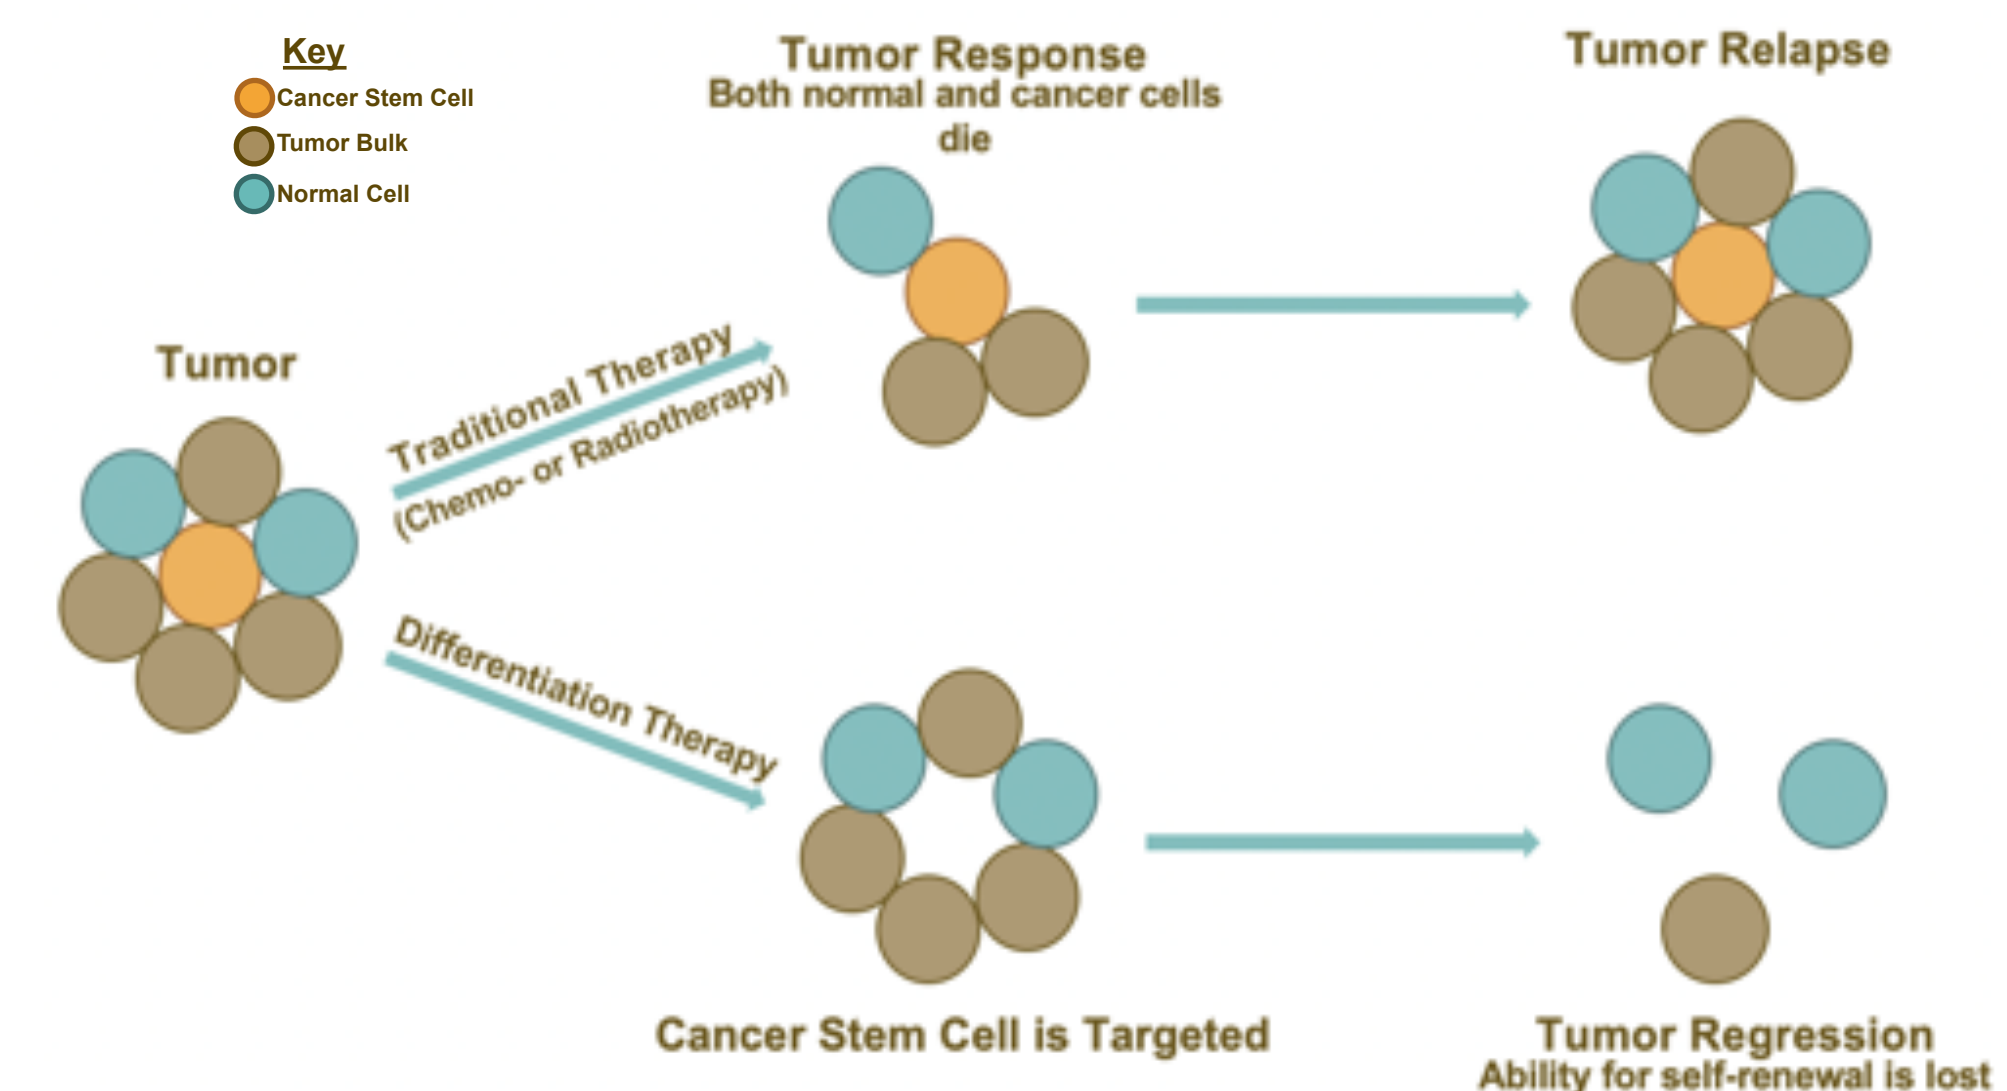 Key
Cancer Stem Cell
Tumor Bulk
Normal Cell
Tumor Response
Both normal and cancer cells
die
Tumor Relapse
Tumor
Traditional Therapy
(Chemo- or Radiotherapy)
Differentiation Therapy
Cancer Stem Cell is Targeted
Tumor Regression
Ability for self-renewal is lost